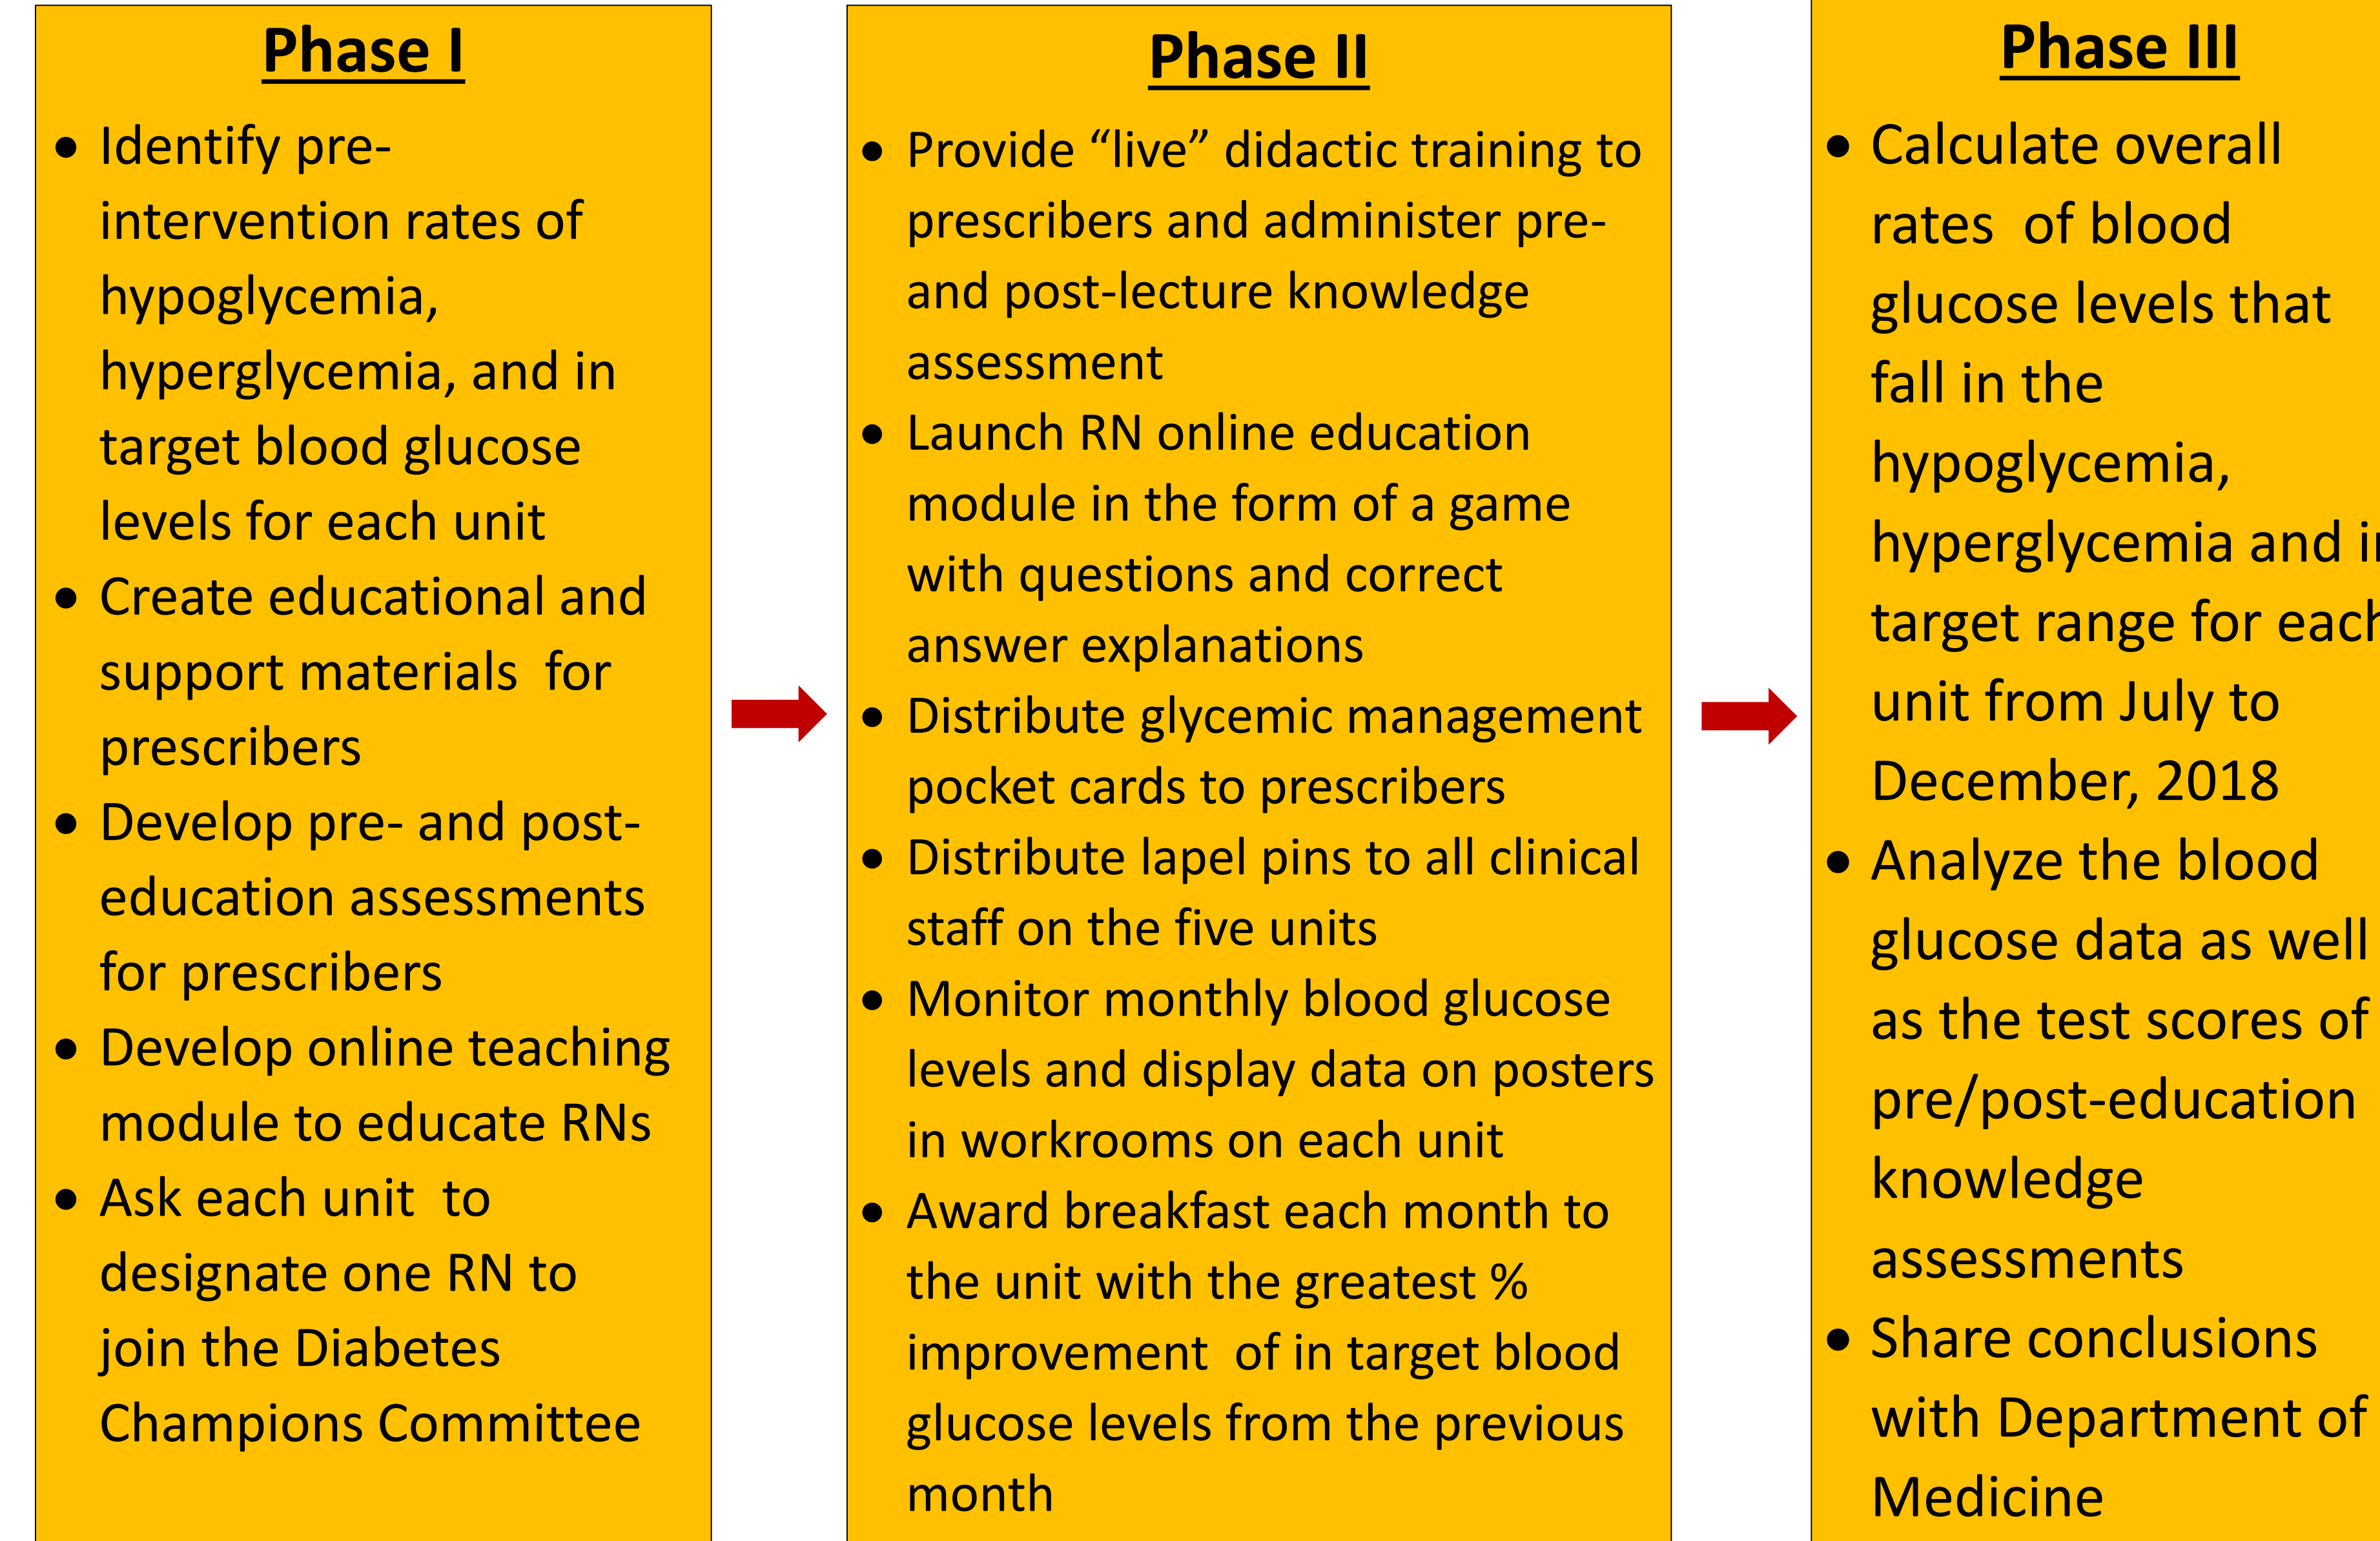 Phase I
• Identify pre-
intervention rates of
hypoglycemia,
hyperglycemia, and in
target blood glucose
levels for each unit
• Create educational and
support materials  for
prescribers
• Develop pre- and post-
education assessments
for prescribers
• Develop online teaching
module to educate RNs
• Ask each unit  to
designate one RN to
join the Diabetes
Champions Committee
Phase II
• Provide “live” didactic training to
prescribers and administer pre-
and post-lecture knowledge
assessment
• Launch RN online education
module in the form of a game
with questions and correct
answer explanations
• Distribute glycemic management
pocket cards to prescribers
• Distribute lapel pins to all clinical
staff on the five units
• Monitor monthly blood glucose
levels and display data on posters
in workrooms on each unit
• Award breakfast each month to
the unit with the greatest %
improvement  of in target blood
glucose levels from the previous
month
Phase III
• Calculate overall
rates  of blood
glucose levels that
fall in the
hypoglycemia,
hyperglycemia and in
target range for each
unit from July to
December, 2018
• Analyze the blood
glucose data as well
as the test scores of
pre/post-education
knowledge
assessments
• Share conclusions
with Department of
Medicine